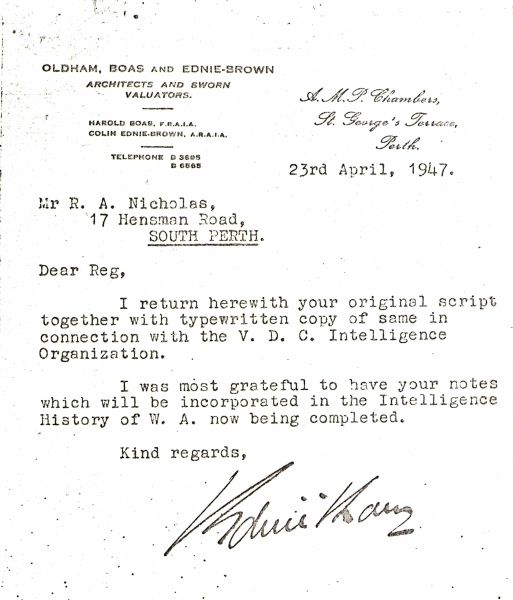 OLDHAM, BOAS AND EDNIE-BROWN
ARCHITECTS AND SWORN
VALUATORS.
HAROLD BOAS, F.R.A.I.A.
COLIN EDNIE-BROWN, A.R.A.I.A.
TELEPHONE B 3695
B 6565
A.M.P. Chambers,
St. George's Terrace,
Perth.
23rd April, 1947.
Mr R. A. Nicholas,
17 Hensman Road,
SOUTH PERTH.
Dear Reg,
I return herewith your original script
together with typewritten copy of same in
connection with the V. D. C. Intelligence
Organization.
I was most grateful to have your notes
which will be incorporated in the Intelligence
History of W. A. now being completed.
Kind regards,